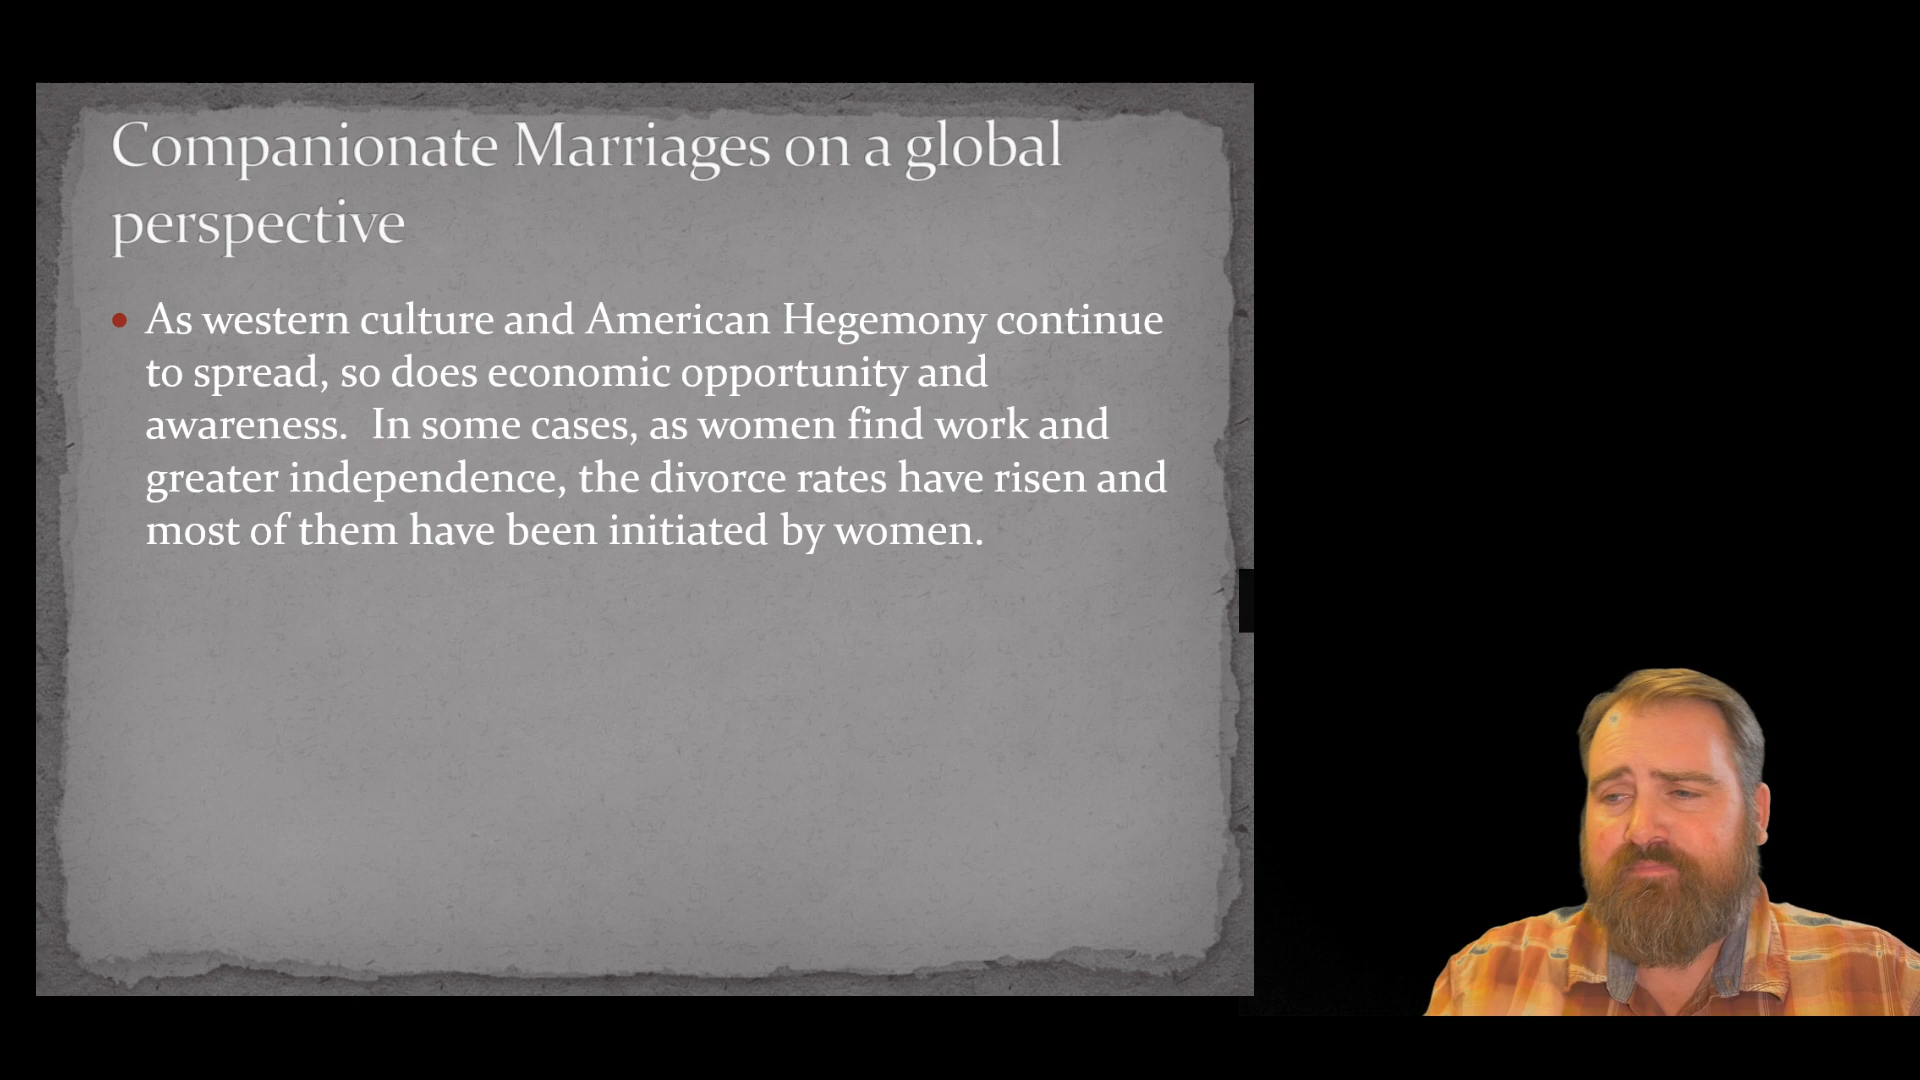 Companionate Marriages on a global
perspective
• As western culture and American Hegemony continue
to spread, so does economic opportunity and
awareness.  In some cases, as women find work and
greater independence, the divorce rates have risen and
most of them have been initiated by women.